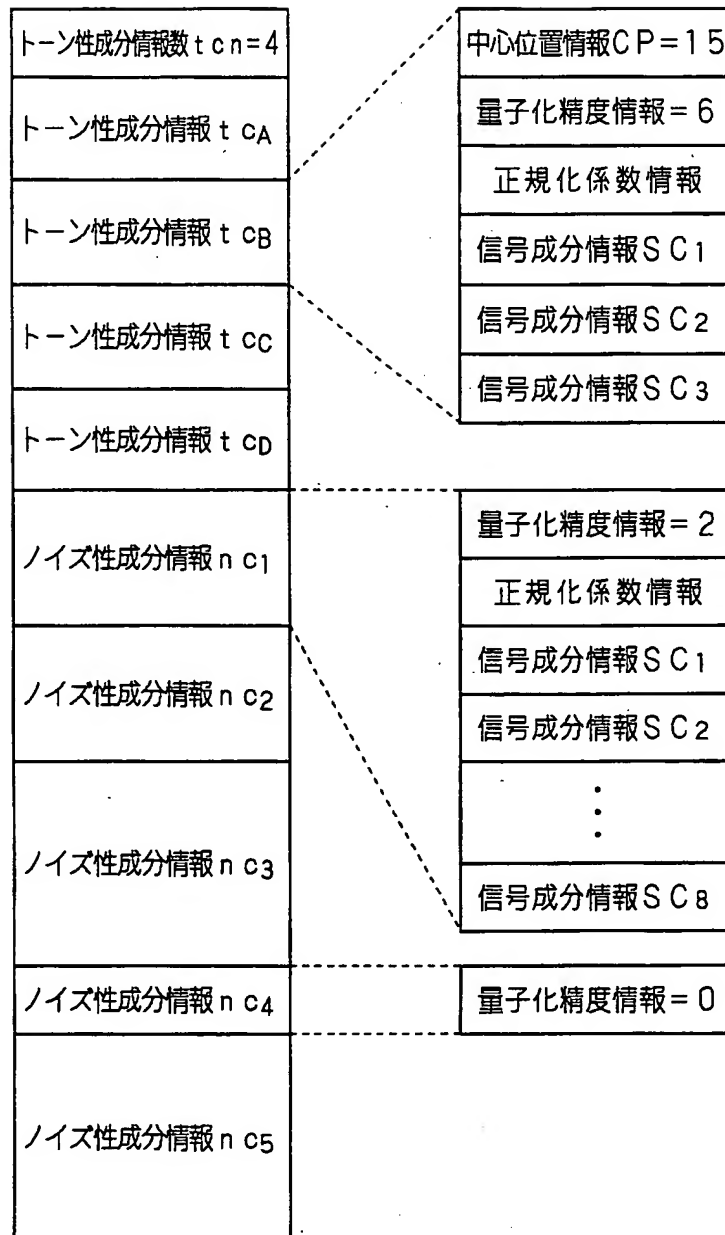 トーン性成分情報数tcn=4
トーン性成分情報tcA
トーン性成分情報tcB
トーン性成分情報tcC
トーン性成分情報tcD
ノイズ性成分情報nc1
ノイズ性成分情報nc2
ノイズ性成分情報nc3
ノイズ性成分情報nc4
ノイズ性成分情報nc5
中心位置情報CP=15
量子化精度情報=6
正規化係数情報
信号成分情報SC1
信号成分情報SC2
信号成分情報SC3
量子化精度情報=2
正規化係数情報
信号成分情報SC1
信号成分情報SC2
信号成分情報SC8
量子化精度情報=0